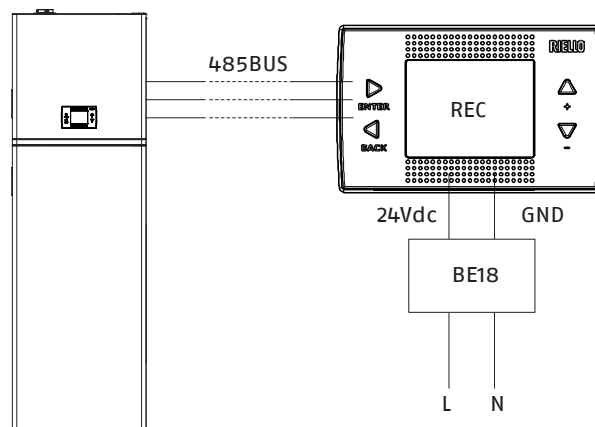 485BUS
RIELLO
ENTER
REC
+
BACK
-
24Vdc GND
BE18
L N